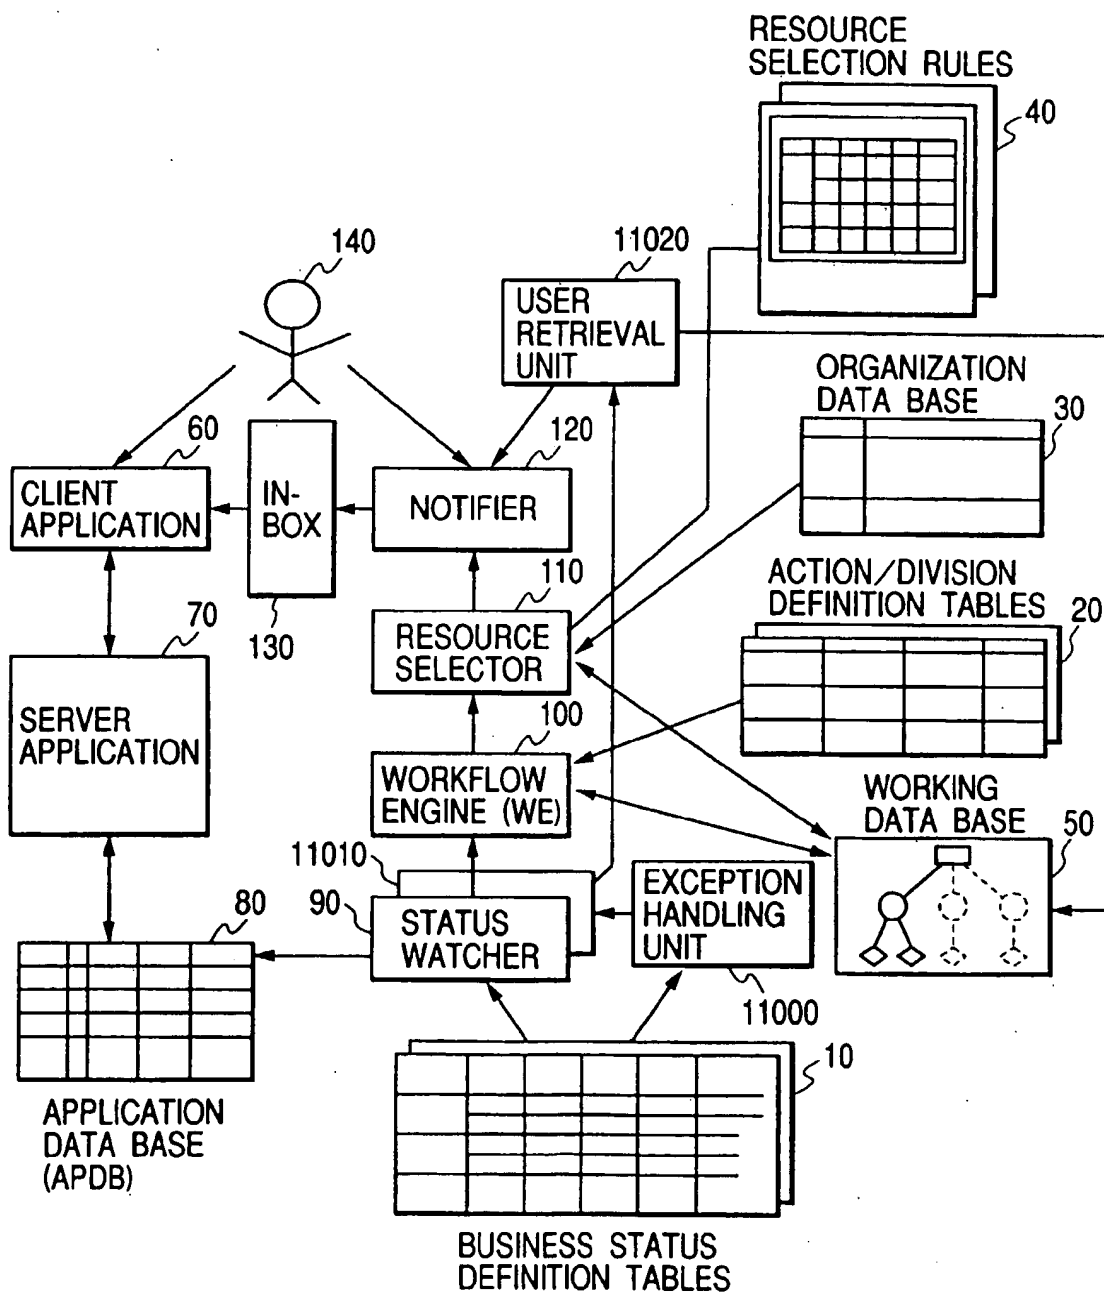 RESOURCE
SELECTION RULES
40
140
11020
USER
RETRIEVAL
UNIT
ORGANIZATION
DATA BASE
30
60
120
CLIENT
APPLICATION
IN-
BOX
NOTIFIER
130
110
ACTION/DIVISION
DEFINITION TABLES
20
70
RESOURCE
SELECTOR
SERVER
APPLICATION
100
WORKFLOW
ENGINE (WE)
WORKING
DATA BASE
50
11010
90
STATUS
WATCHER
EXCEPTION
HANDLING
UNIT
80
11000
10
APPLICATION
DATA BASE
(APDB)
BUSINESS STATUS
DEFINITION TABLES